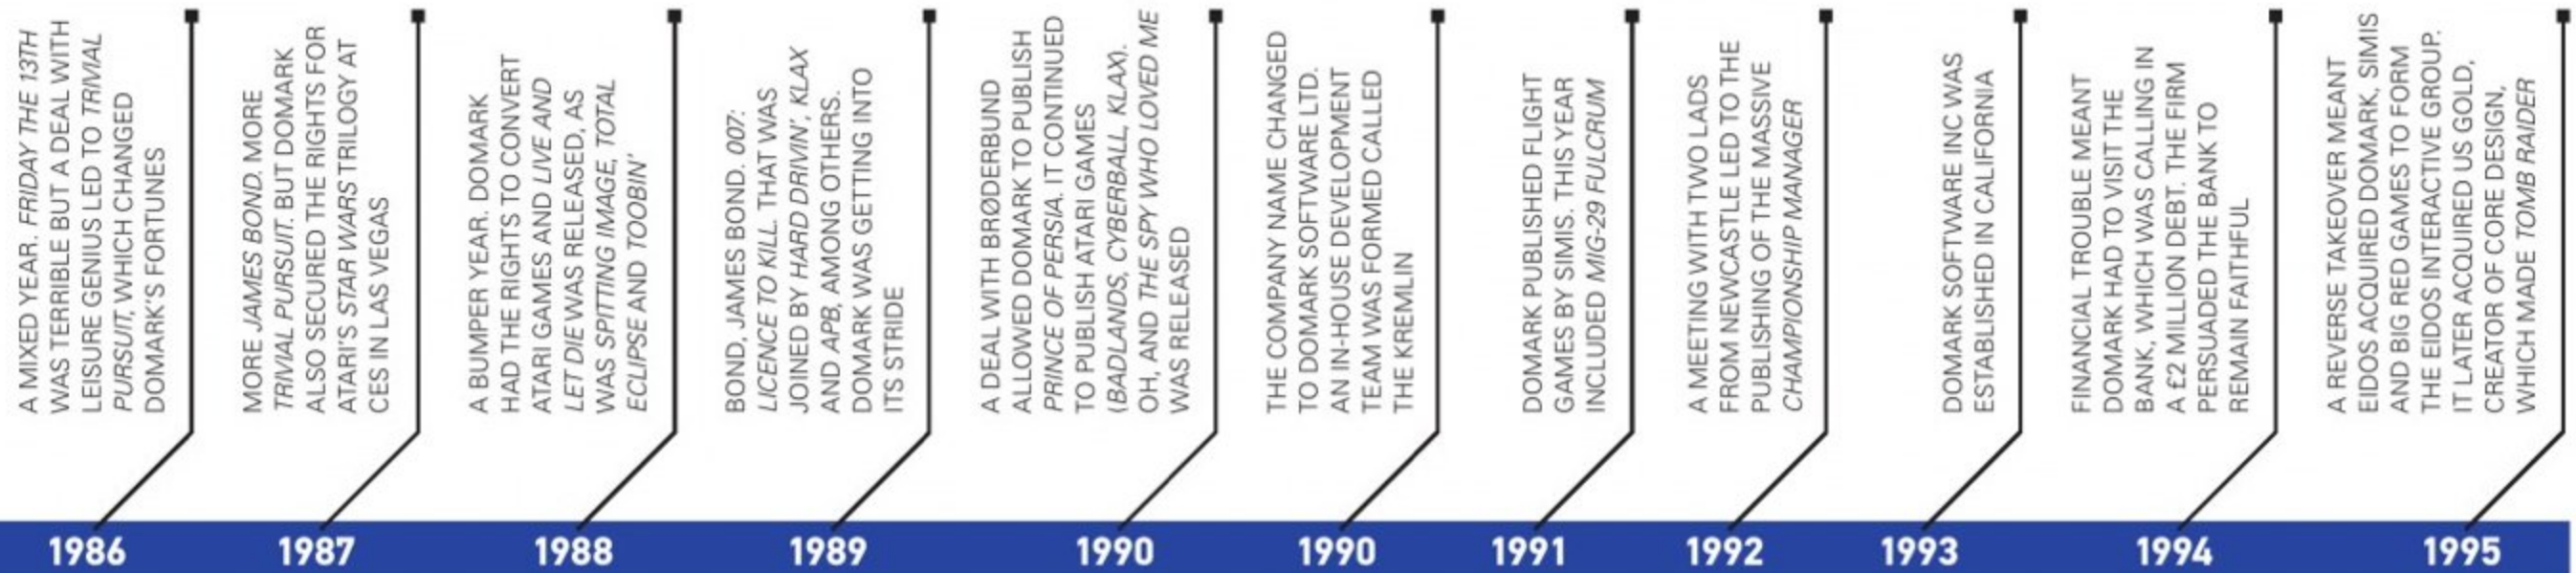 A MIXED YEAR. FRIDAY THE 13TH
WAS TERRIBLE BUT A DEAL WITH
LEISURE GENIUS LED TO TRIVIAL
PURSUIT, WHICH CHANGED
DOMARK'S FORTUNES
1986
MORE JAMES BOND. MORE
TRIVIAL PURSUIT. BUT DOMARK
ALSO SECURED THE RIGHTS FOR
ATARI'S STAR WARS TRILOGY AT
CES IN LAS VEGAS
1987
A BUMPER YEAR. DOMARK
HAD THE RIGHTS TO CONVERT
ATARI GAMES AND LIVE AND
LET DIE WAS RELEASED, AS
WAS SPITTING IMAGE, TOTAL
ECLIPSE AND TOOBIN'
1988
BOND, JAMES BOND. 007:
LICENCE TO KILL. THAT WAS
JOINED BY HARD DRIVIN', KLAX
AND APB, AMONG OTHERS.
DOMARK WAS GETTING INTO
ITS STRIDE
1989
A DEAL WITH BRØDERBUND
ALLOWED DOMARK TO PUBLISH
PRINCE OF PERSIA. IT CONTINUED
TO PUBLISH ATARI GAMES
(BADLANDS, CYBERBALL, KLAX).
OH, AND THE SPY WHO LOVED ME
WAS RELEASED
1990
THE COMPANY NAME CHANGED
TO DOMARK SOFTWARE LTD.
AN IN-HOUSE DEVELOPMENT
TEAM WAS FORMED CALLED
THE KREMLIN
1990
DOMARK PUBLISHED FLIGHT
GAMES BY SIMIS. THIS YEAR
INCLUDED MIG-29 FULCRUM
1991
A MEETING WITH TWO LADS
FROM NEWCASTLE LED TO THE
PUBLISHING OF THE MASSIVE
CHAMPIONSHIP MANAGER
1992
DOMARK SOFTWARE INC WAS
ESTABLISHED IN CALIFORNIA
1993
FINANCIAL TROUBLE MEANT
DOMARK HAD TO VISIT THE
BANK, WHICH WAS CALLING IN
A £2 MILLION DEBT. THE FIRM
PERSUADED THE BANK TO
REMAIN FAITHFUL
1994
A REVERSE TAKEOVER MEANT
EIDOS ACQUIRED DOMARK, SIMIS
AND BIG RED GAMES TO FORM
THE EIDOS INTERACTIVE GROUP.
IT LATER ACQUIRED US GOLD,
CREATOR OF CORE DESIGN,
WHICH MADE TOMB RAIDER
1995